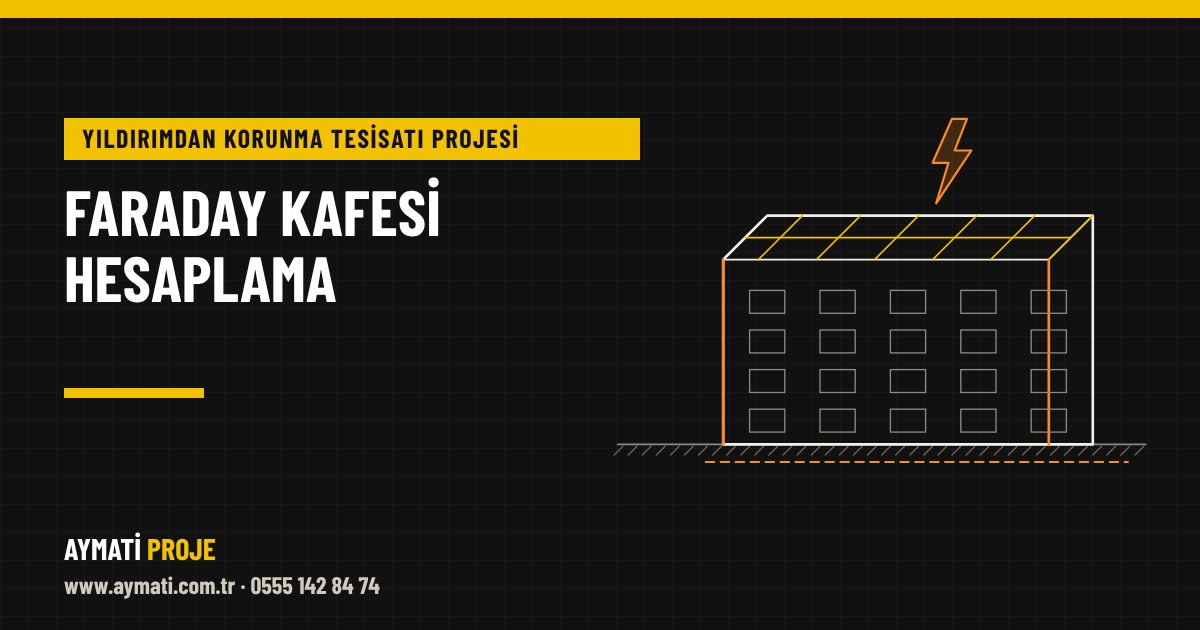 YILDIRIMDAN KORUNMA TESİSATI PROJESİ
FARADAY KAFESİ
HESAPLAMA
AYMATİ PROJE
www.aymati.com.tr · 0555 142 84 74